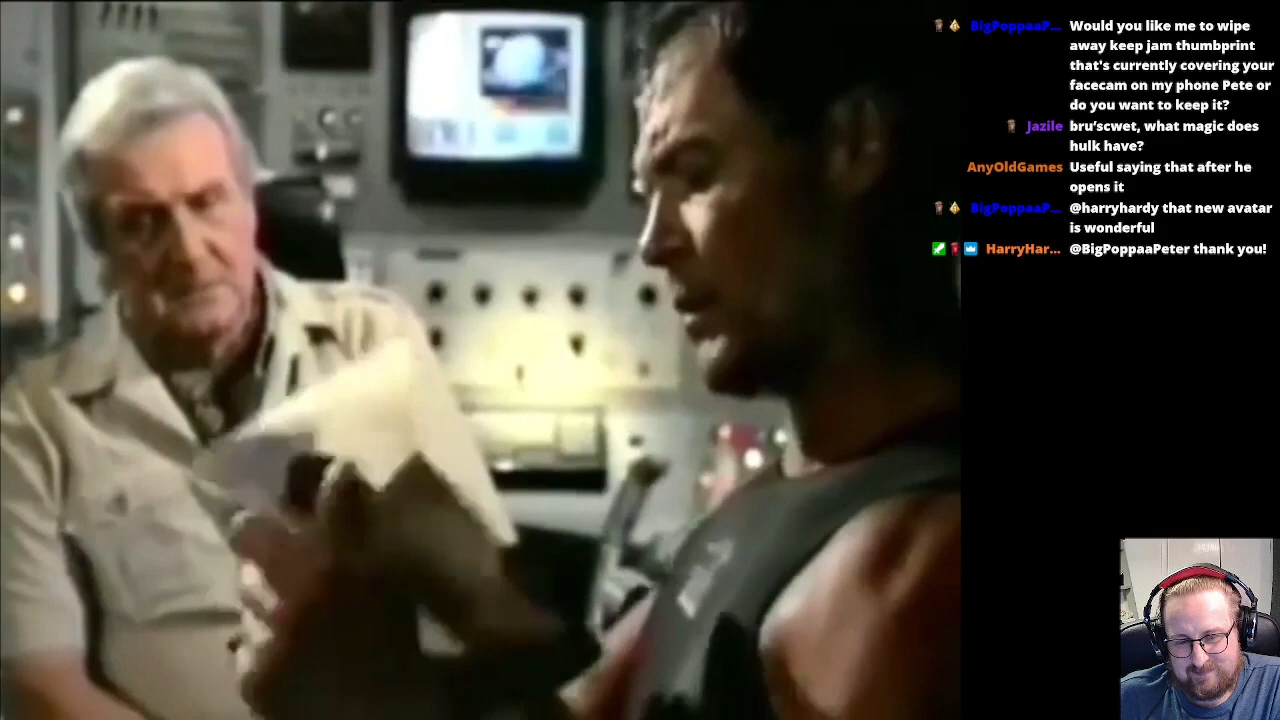 BigPoppaaP... Would you like me to wipe
away keep jam thumbprint
that's currently covering your
facecam on my phone Pete or
do you want to keep it?
Jazile bru'scwet, what magic does
hulk have?
AnyOldGames Useful saying that after he
opens it
BigPoppaaP... @harryhardy that new avatar
is wonderful
HarryHar... @BigPoppaaPeter thank you!